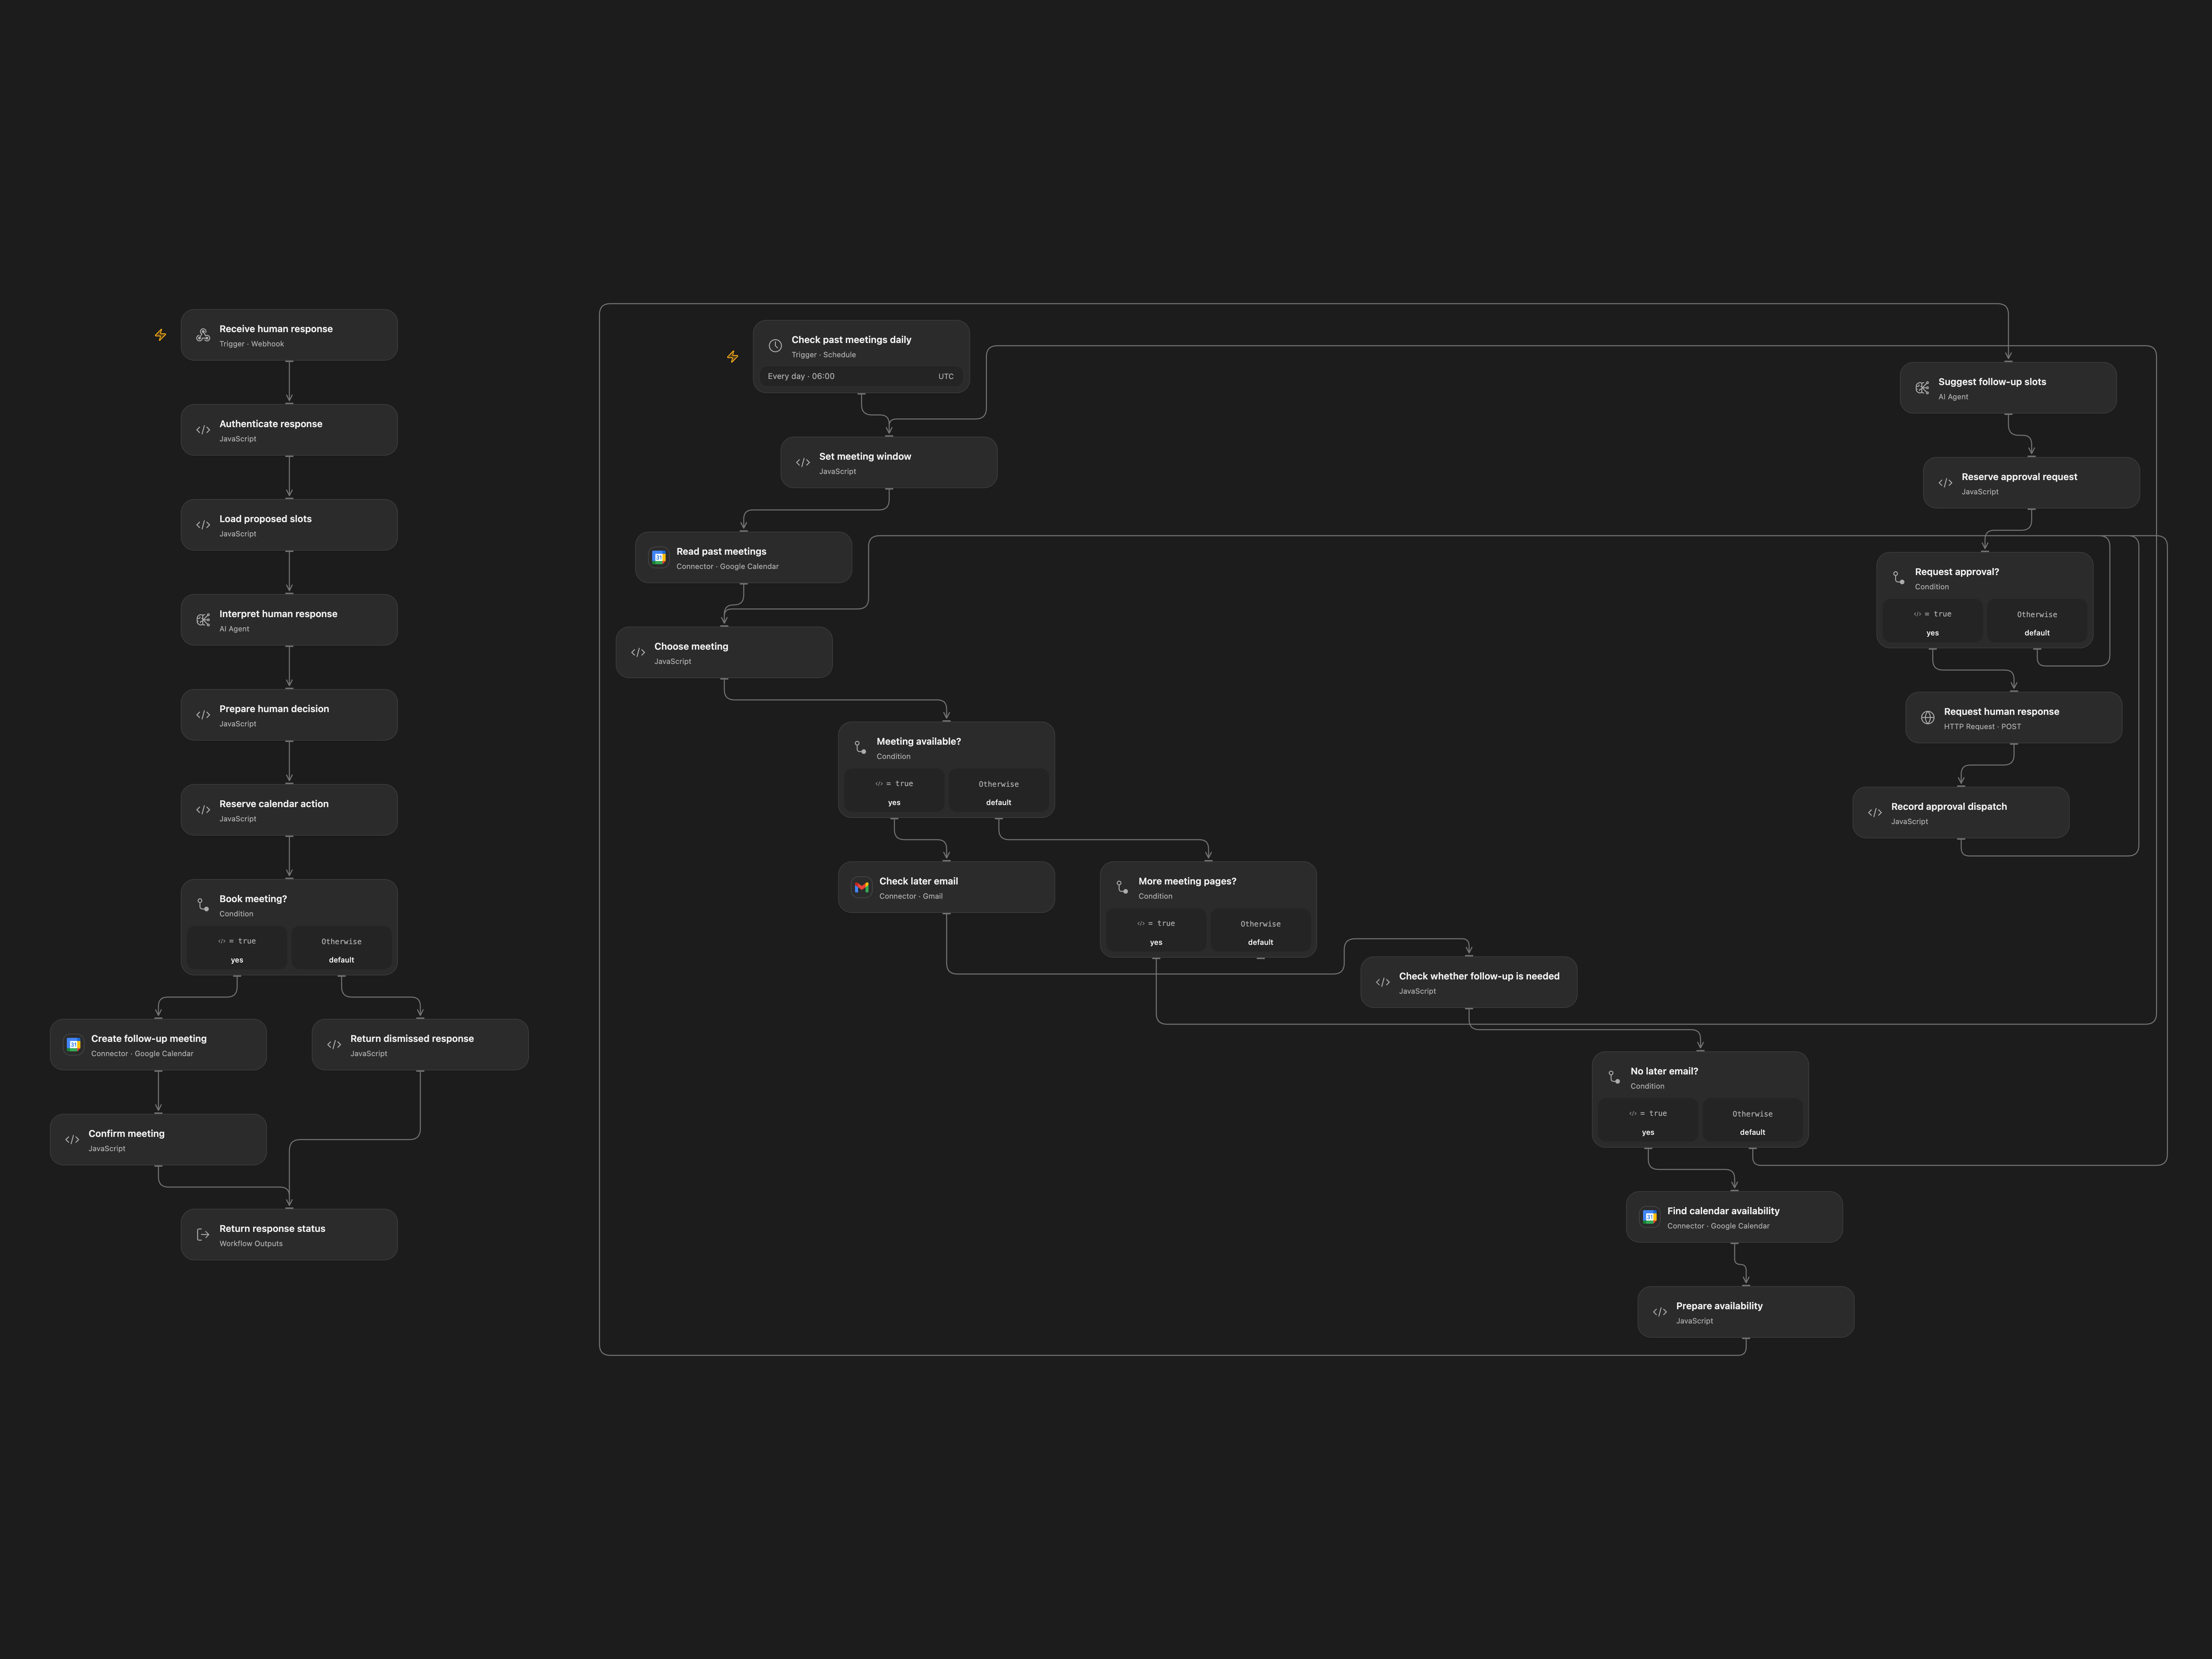 Receive human response
Trigger · Webhook
Authenticate response
JavaScript
Load proposed slots
JavaScript
Interpret human response
AI Agent
Prepare human decision
JavaScript
Reserve calendar action
JavaScript
Book meeting?
Condition
= true
yes
Otherwise
default
Create follow-up meeting
Connector · Google Calendar
Return dismissed response
JavaScript
Confirm meeting
JavaScript
Return response status
Workflow Outputs
Check past meetings daily
Trigger · Schedule
Every day · 06:00 UTC
Set meeting window
JavaScript
Read past meetings
Connector · Google Calendar
Choose meeting
JavaScript
Meeting available?
Condition
= true
yes
Otherwise
default
Check later email
Connector · Gmail
More meeting pages?
Condition
= true
yes
Otherwise
default
Check whether follow-up is needed
JavaScript
No later email?
Condition
= true
yes
Otherwise
default
Find calendar availability
Connector · Google Calendar
Prepare availability
JavaScript
Suggest follow-up slots
AI Agent
Reserve approval request
JavaScript
Request approval?
Condition
= true
yes
Otherwise
default
Request human response
HTTP Request · POST
Record approval dispatch
JavaScript